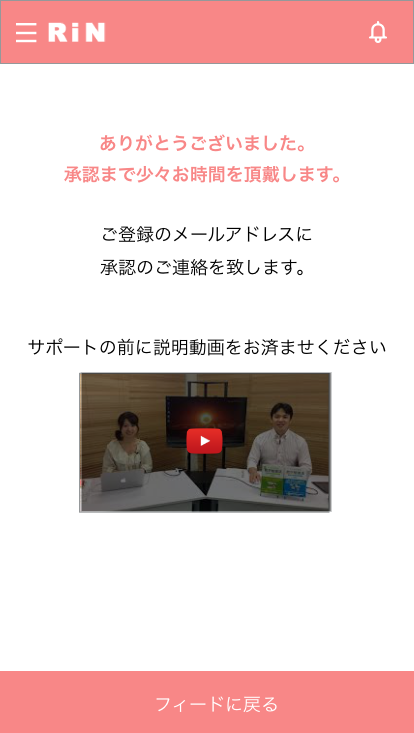 RiN
ありがとうございました。
承認まで少々お時間を頂戴します。
ご登録のメールアドレスに
承認のご連絡を致します。
サポートの前に説明動画をお済ませください
フィードに戻る